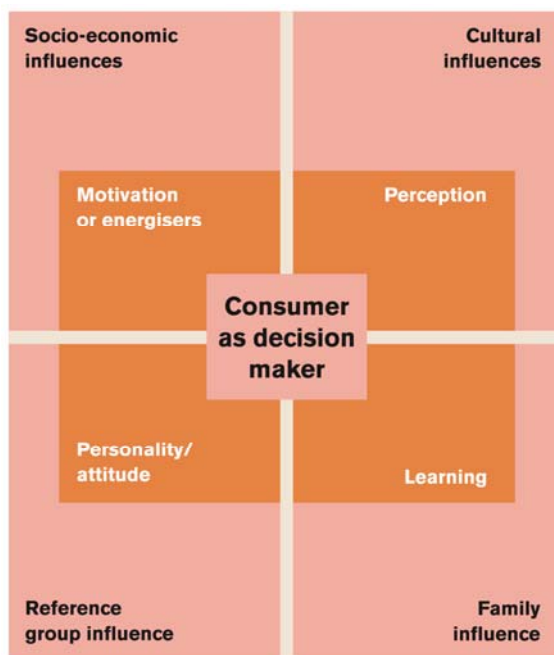 Socio-economic
influences
Cultural
influences
Motivation
or energisers
Perception
Consumer
as decision
maker
Personality/
attitude
Learning
Reference
group influence
Family
influence